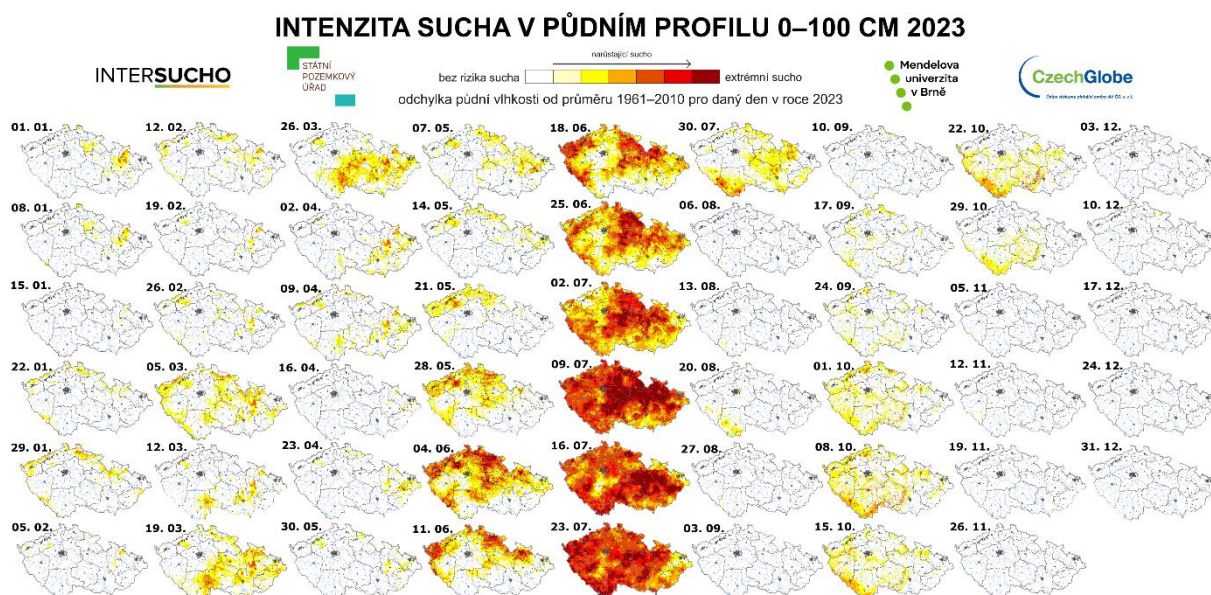 INTENZITA SUCHA V PŮDNÍM PROFILU 0–100 CM 2023
INTERSUCHO
STÁTNÍ
POZEMKOVÝ
ÚŘAD
narůstající sucho
bez rizika sucha
extrémní sucho
odchylka půdní vlhkosti od průměru 1961–2010 pro daný den v roce 2023
Mendelova
univerzita
v Brně
CzechGlobe
01. 01. 12. 02. 26. 03. 07. 05. 18. 06. 30. 07. 10. 09. 22. 10. 03. 12.
08. 01. 19. 02. 02. 04. 14. 05. 25. 06. 06. 08. 17. 09. 29. 10. 10. 12.
15. 01. 26. 02. 09. 04. 21. 05. 02. 07. 13. 08. 24. 09. 05. 11 17. 12.
22. 01. 05. 03. 16. 04. 28. 05. 09. 07. 20. 08. 01. 10. 12. 11. 24. 12.
29. 01. 12. 03. 23. 04. 04. 06. 16. 07. 27. 08. 08. 10. 19. 11. 31. 12.
05. 02. 19. 03. 30. 05. 11. 06. 23. 07. 03. 09. 15. 10. 26. 11.